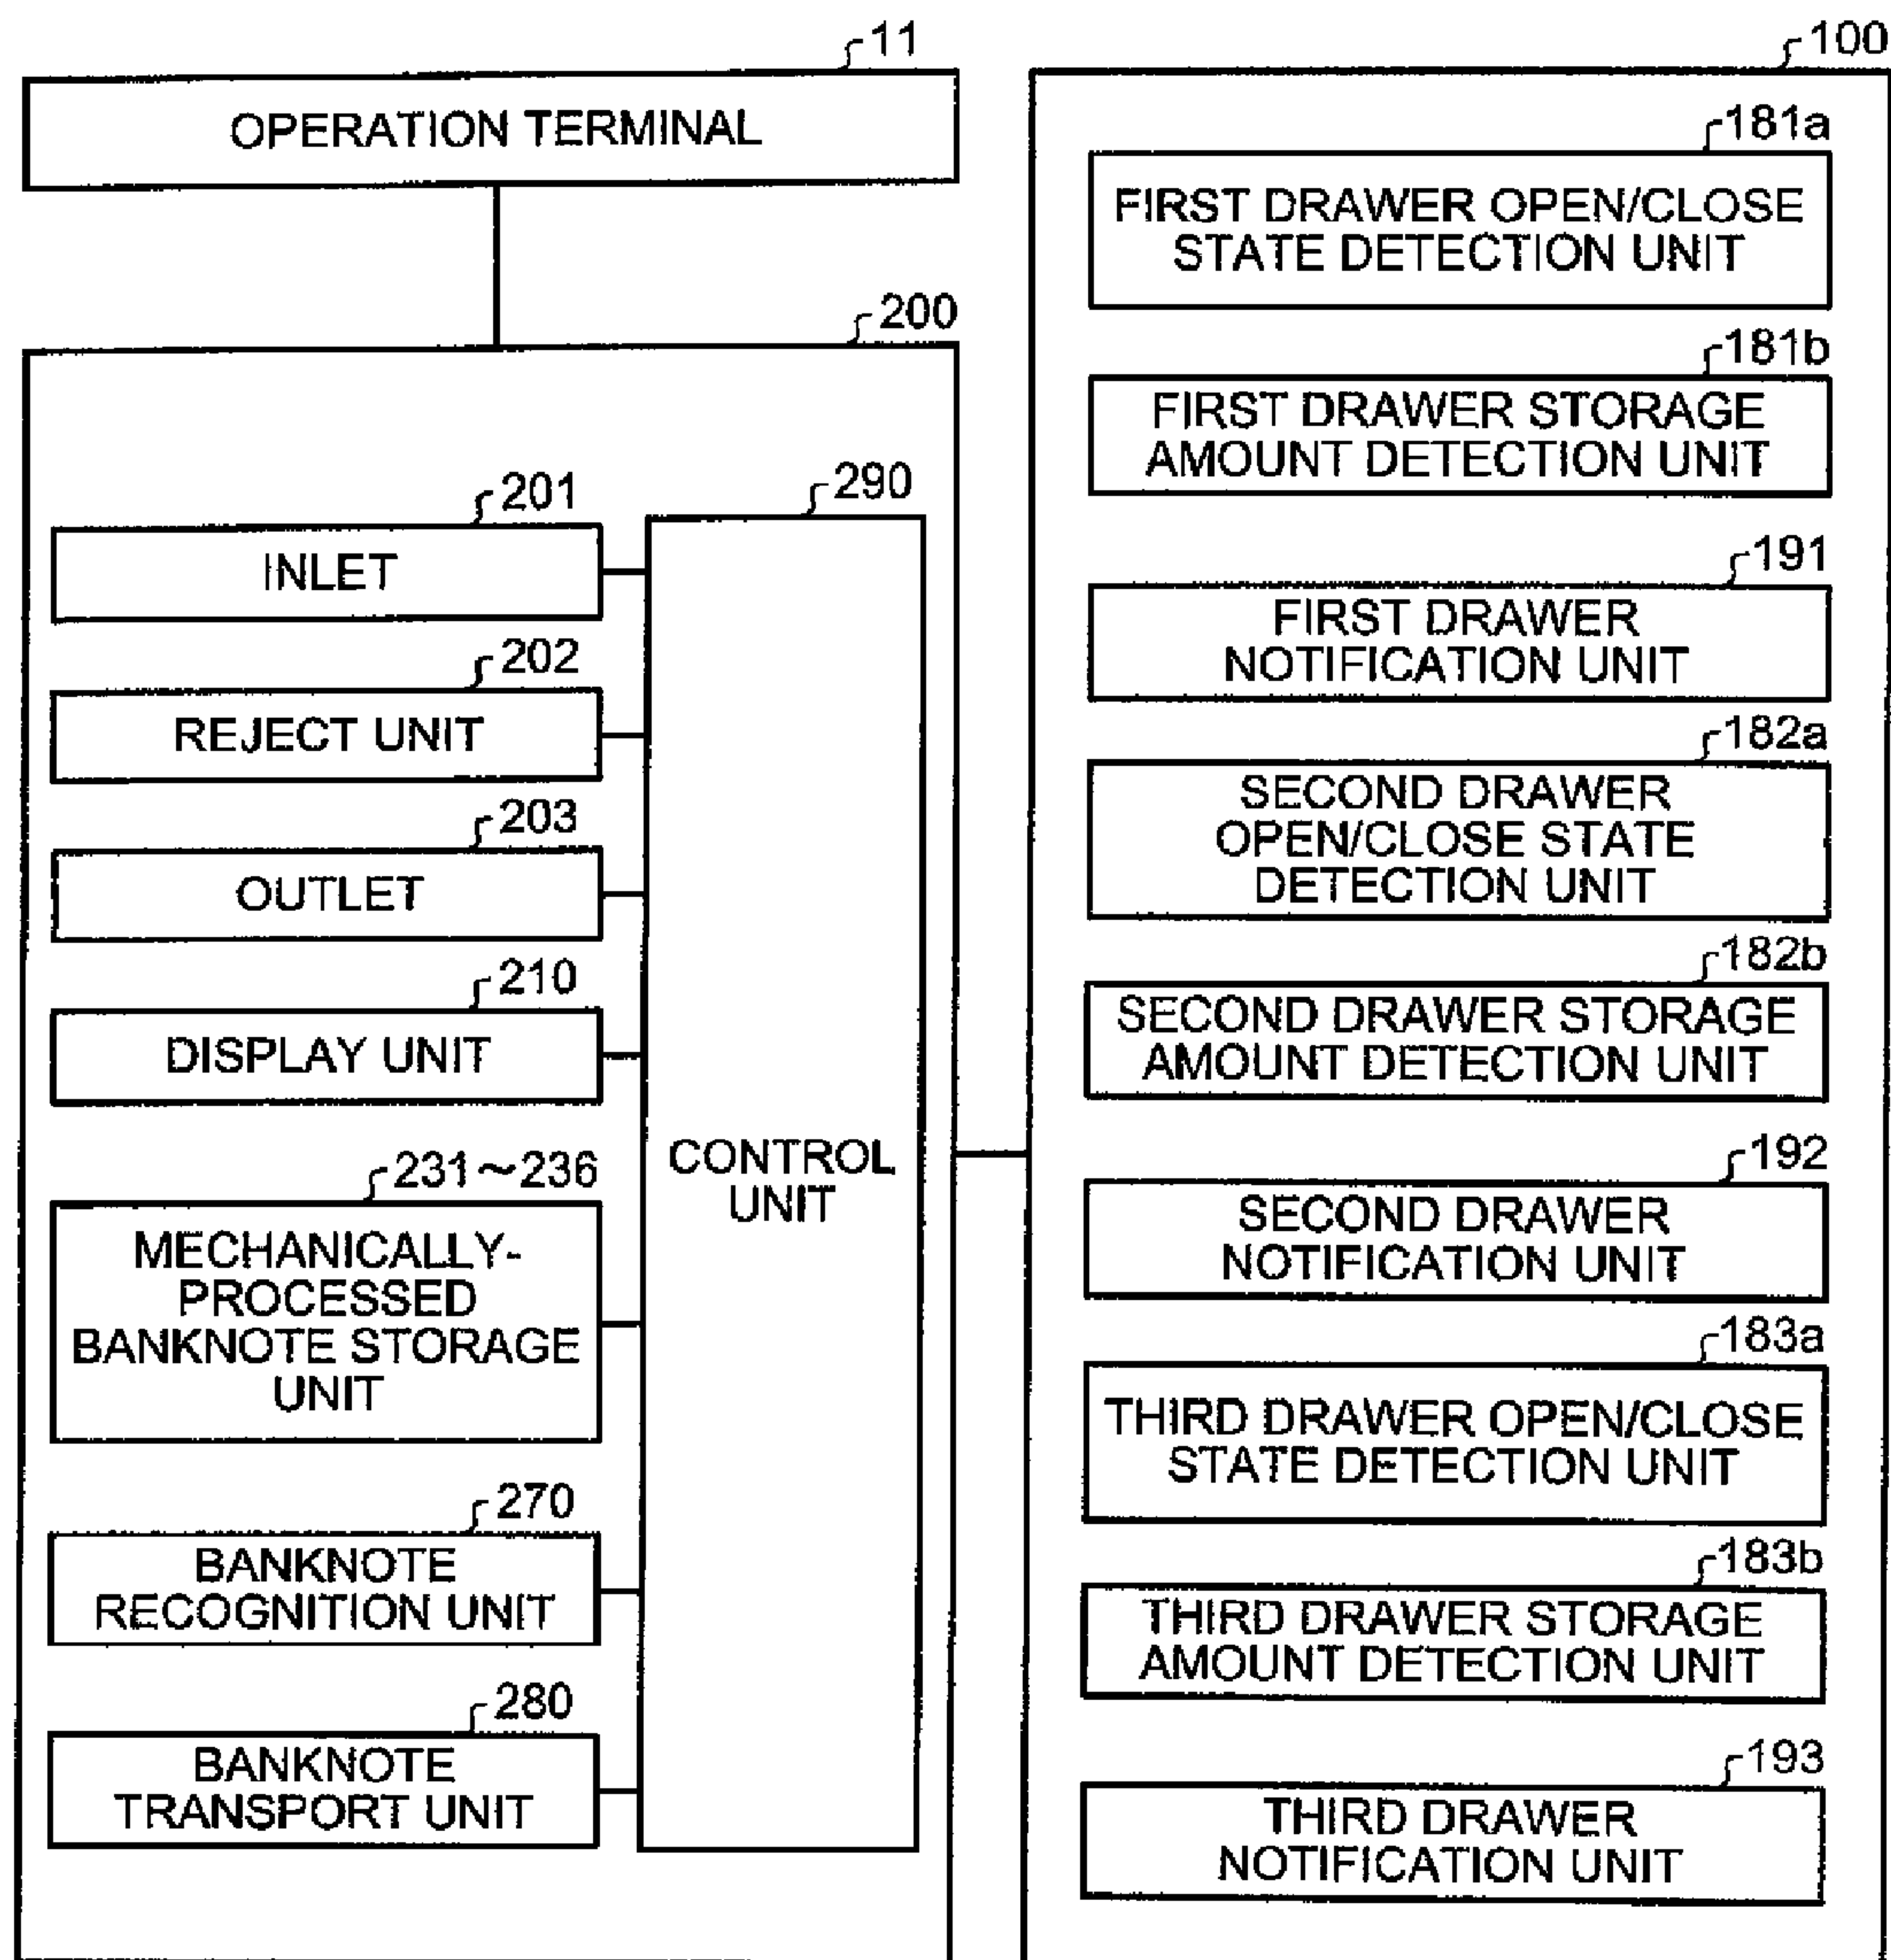 11
OPERATION TERMINAL
200
201
INLET
202
REJECT UNIT
203
OUTLET
210
DISPLAY UNIT
231~236
MECHANICALLY-
PROCESSED
BANKNOTE STORAGE
UNIT
270
BANKNOTE
RECOGNITION UNIT
280
BANKNOTE
TRANSPORT UNIT
290
CONTROL
UNIT
100
181a
FIRST DRAWER OPEN/CLOSE
STATE DETECTION UNIT
181b
FIRST DRAWER STORAGE
AMOUNT DETECTION UNIT
191
FIRST DRAWER
NOTIFICATION UNIT
182a
SECOND DRAWER
OPEN/CLOSE STATE
DETECTION UNIT
182b
SECOND DRAWER STORAGE
AMOUNT DETECTION UNIT
192
SECOND DRAWER
NOTIFICATION UNIT
183a
THIRD DRAWER OPEN/CLOSE
STATE DETECTION UNIT
183b
THIRD DRAWER STORAGE
AMOUNT DETECTION UNIT
193
THIRD DRAWER
NOTIFICATION UNIT